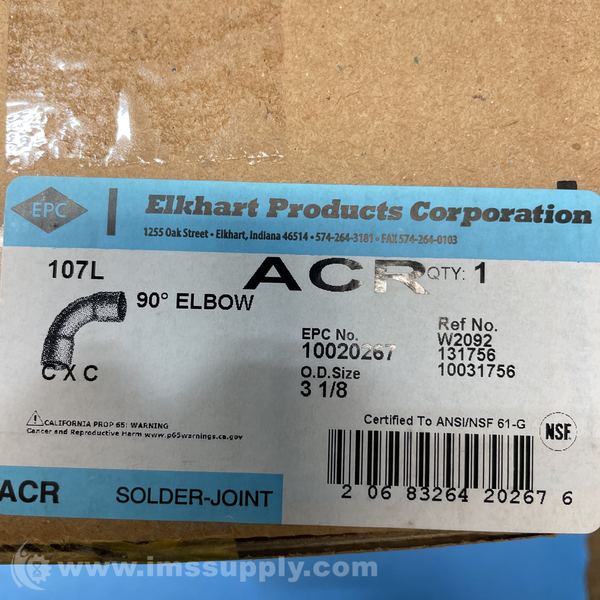 EPC
Elkhart Products Corporation
1255 Oak Street • Elkhart, Indiana 46514 • 574-264-3181 • FAX 574-264-0103
107L
ACR
QTY: 1
90° ELBOW
C X C
EPC No.
10020267
O.D.Size
3 1/8
Ref No.
W2092
131756
10031756
CALIFORNIA PROP 65: WARNING
Cancer and Reproductive Harm www.p65warnings.ca.gov
Certified To ANSI/NSF 61-G
NSF
2 06 83264 20267 6
ACR
SOLDER-JOINT
www.imssupply.com